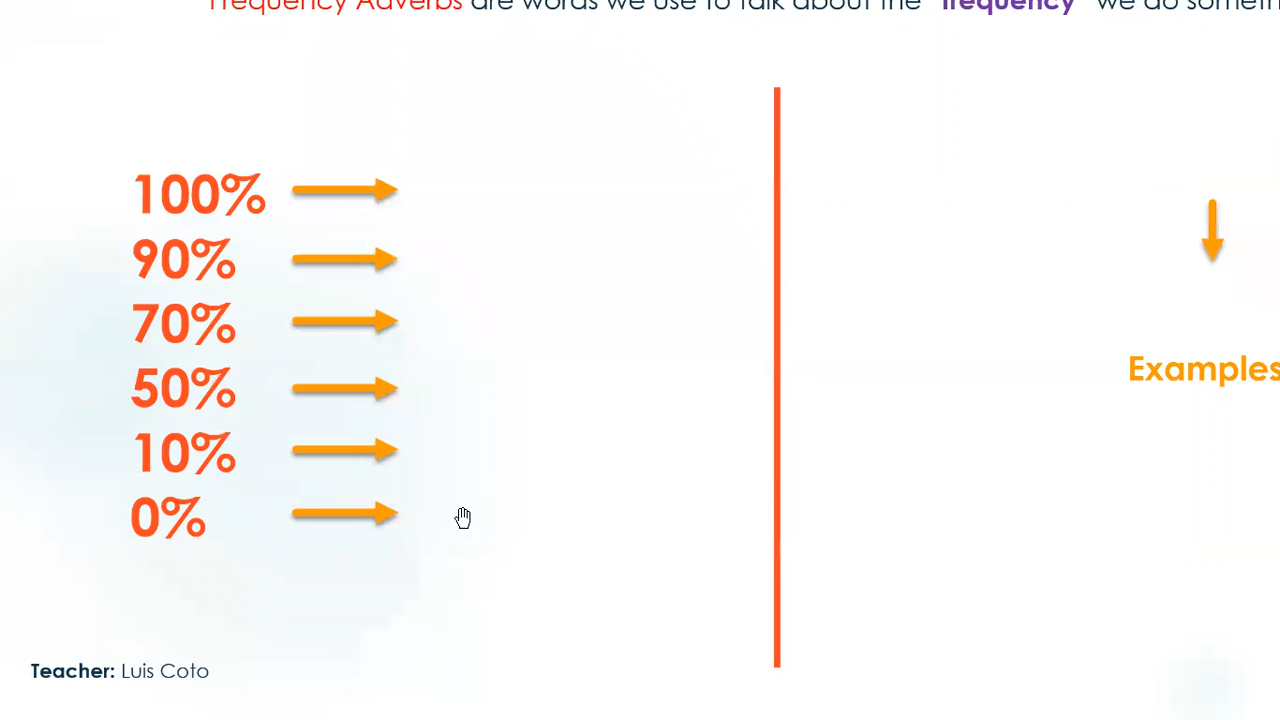 Frequency Adverbs are words we use to talk about the "frequency" we do someth
100%
90%
70%
50%
10%
0%
Examples
Teacher: Luis Coto